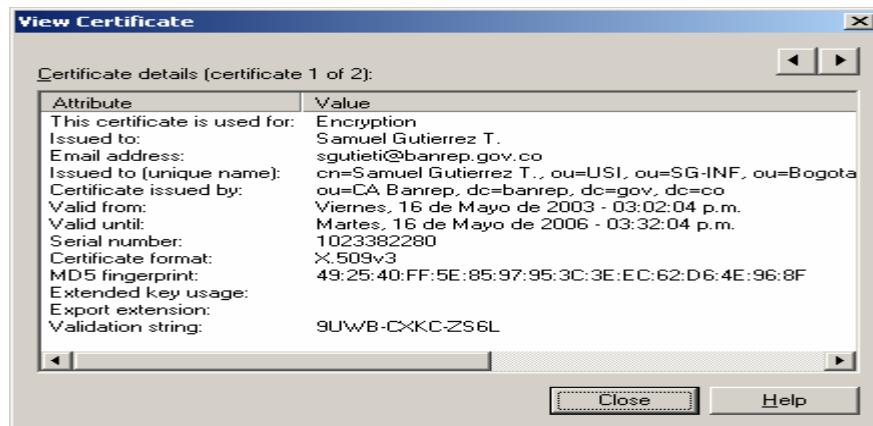 View Certificate
Certificate details (certificate 1 of 2):
Attribute Value
This certificate is used for: Encryption
Issued to: Samuel Gutierrez T.
Email address: sgutieti@banrep.gov.co
Issued to (unique name): cn=Samuel Gutierrez T., ou=USI, ou=SG-INF, ou=Bogota
Certificate issued by: ou=CA Banrep, dc=banrep, dc=gov, dc=co
Valid from: Viernes, 16 de Mayo de 2003 - 03:02:04 p.m.
Valid until: Martes, 16 de Mayo de 2006 - 03:32:04 p.m.
Serial number: 1023382280
Certificate format: X.509v3
MD5 fingerprint: 49:25:40:FF:5E:85:97:95:3C:3E:EC:62:D6:4E:96:8F
Extended key usage:
Export extension:
Validation string: 9UWB-CXKC-ZS6L
Close Help